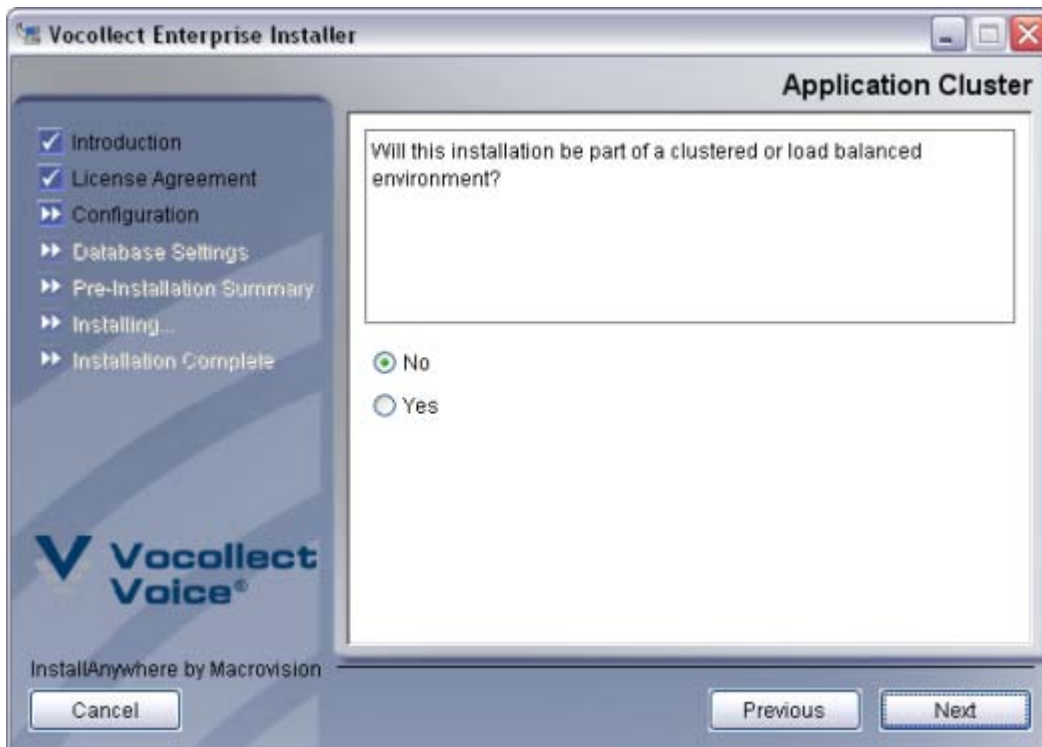 Vocollect Enterprise Installer
Application Cluster
Introduction
License Agreement
Configuration
Database Settings
Pre-Installation Summary
Installing...
Installation Complete
Will this installation be part of a clustered or load balanced
environment?
No
Yes
Vocollect
Voice®
InstallAnywhere by Macrovision
Cancel
Previous
Next